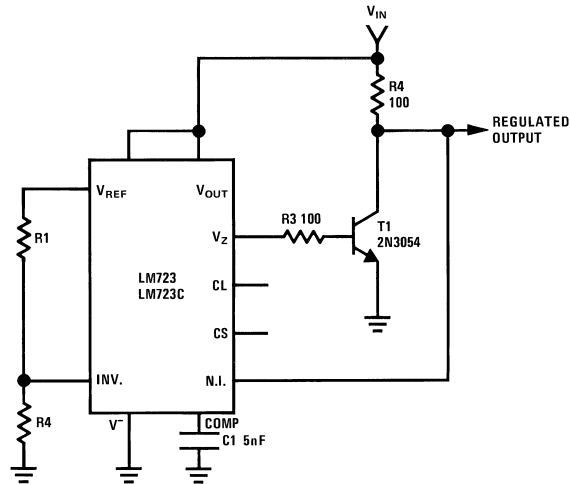 VIN
R4
100
REGULATED
OUTPUT
VREF
VOUT
R1
R3 100
T1
2N3054
VZ
LM723
LM723C
CL
CS
INV.
N.I.
R4
V−
COMP
C1 5nF